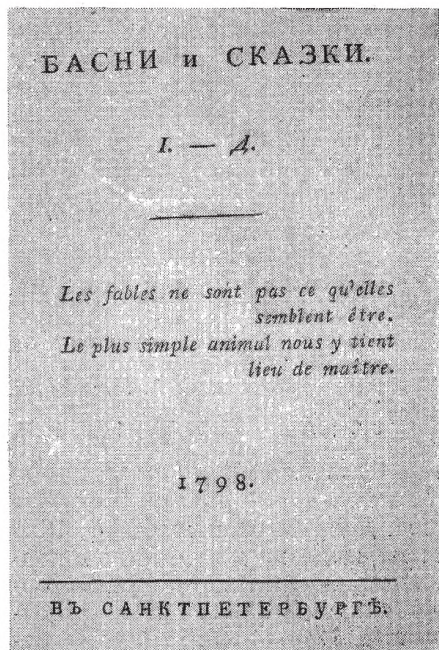 БАСНИ и СКАЗКИ.
I. — Д.
Les fables ne sont pas ce qu'elles
semblent être.
Le plus simple animal nous y tient
lieu de maître.
1798.
ВЪ САНКТПЕТЕРБУРГѢ.